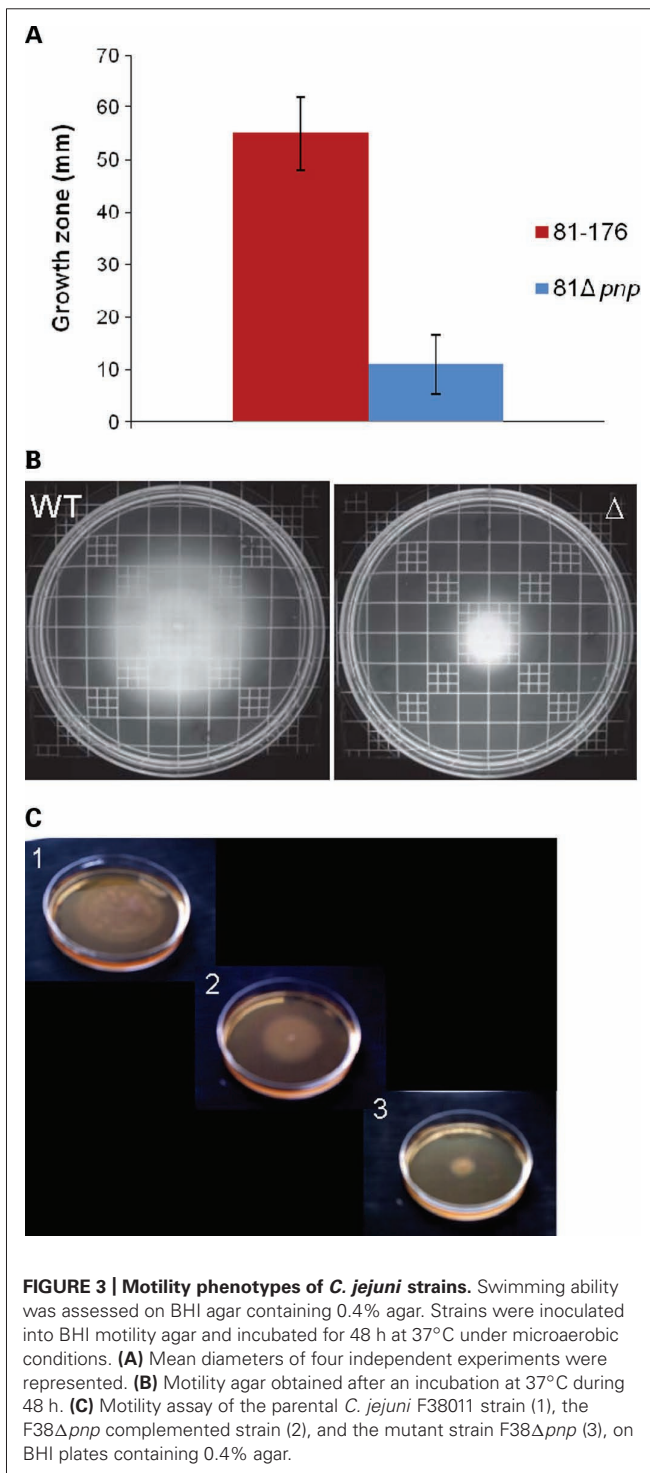 A
70
60
50
40
30
20
10
0
Growth zone (mm)
81-176
81Δpnp
B
WT
Δ
C
1
2
3
FIGURE 3 | Motility phenotypes of C. jejuni strains. Swimming ability
was assessed on BHI agar containing 0.4% agar. Strains were inoculated
into BHI motility agar and incubated for 48 h at 37°C under microaerobic
conditions. (A) Mean diameters of four independent experiments were
represented. (B) Motility agar obtained after an incubation at 37°C during
48 h. (C) Motility assay of the parental C. jejuni F38011 strain (1), the
F38Δpnp complemented strain (2), and the mutant strain F38Δpnp (3), on
BHI plates containing 0.4% agar.